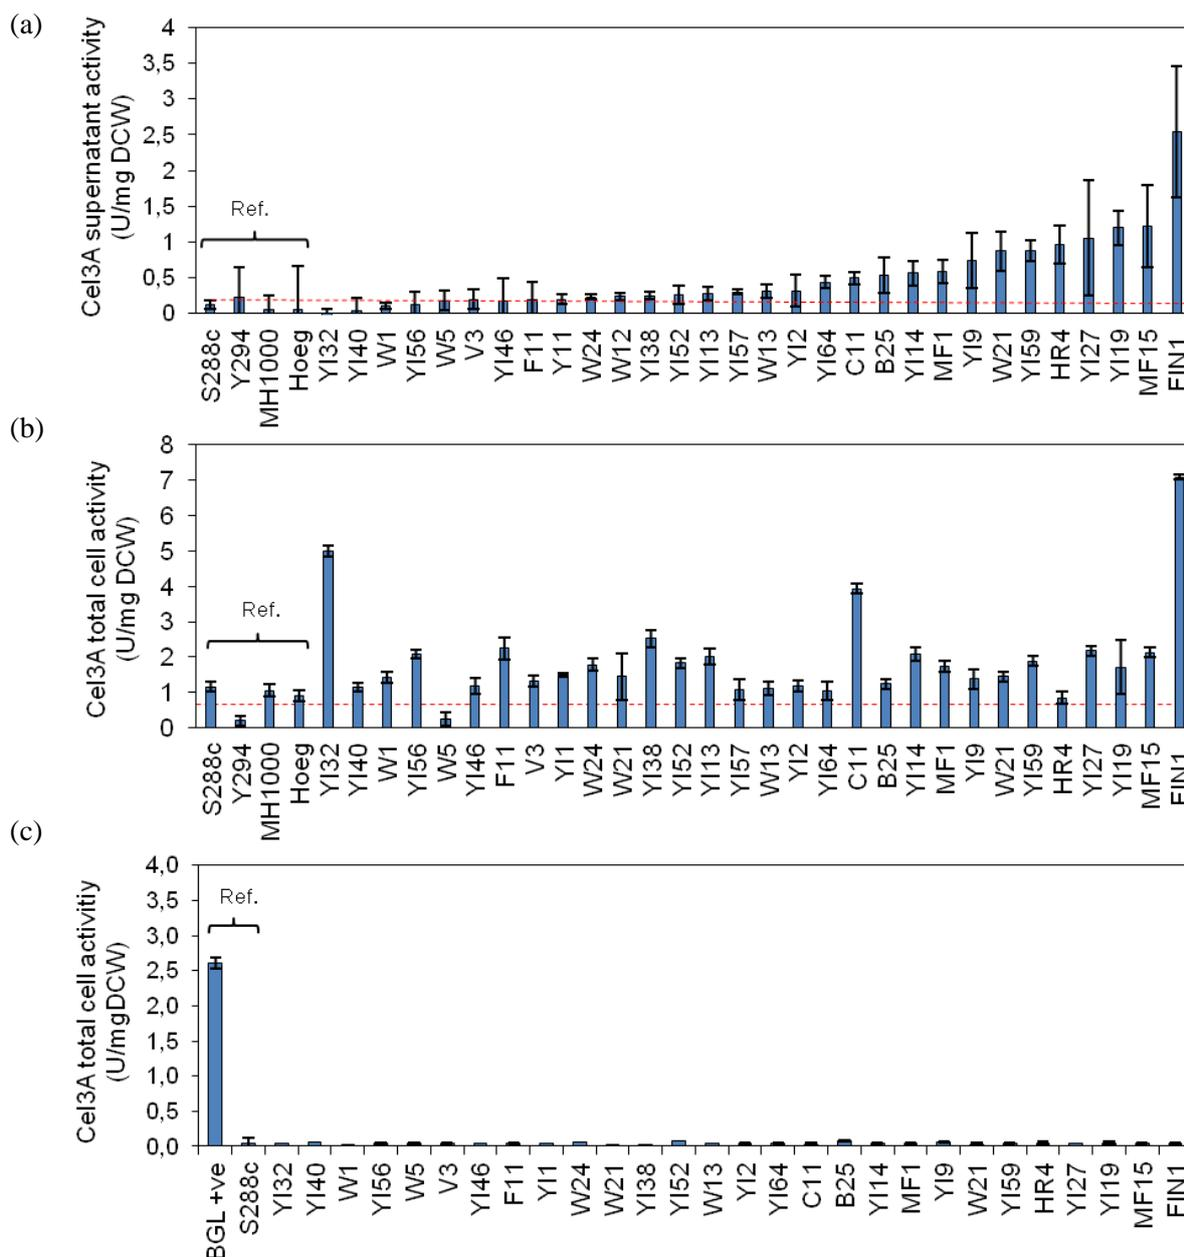 (a)
Cel3A supernatant activity
(U/mg DCW)
4
3,5
3
2,5
2
1,5
1
0,5
0
Ref.
S288c
Y294
MH1000
Hoeg
YI32
YI40
W1
YI56
W5
V3
YI46
F11
Y11
W24
W12
YI38
YI52
YI13
YI57
W13
YI2
YI64
C11
B25
YI14
MF1
YI9
W21
YI59
HR4
YI27
YI19
MF15
FIN1
(b)
Cel3A total cell activity
(U/mg DCW)
8
7
6
5
4
3
2
1
0
Ref.
S288c
Y294
MH1000
Hoeg
YI32
YI40
W1
YI56
W5
YI46
F11
V3
YI1
W24
W21
YI38
YI52
YI13
YI57
W13
YI2
YI64
C11
B25
YI14
MF1
YI9
W21
YI59
HR4
YI27
YI19
MF15
FIN1
(c)
Cel3A total cell activitiy
(U/mgDCW)
4,0
3,5
3,0
2,5
2,0
1,5
1,0
0,5
0,0
Ref.
BGL +ve
S288c
YI32
YI40
W1
YI56
W5
V3
YI46
F11
YI1
W24
W21
YI38
YI52
W13
YI2
YI64
C11
B25
YI14
MF1
YI9
W21
YI59
HR4
YI27
YI19
MF15
FIN1